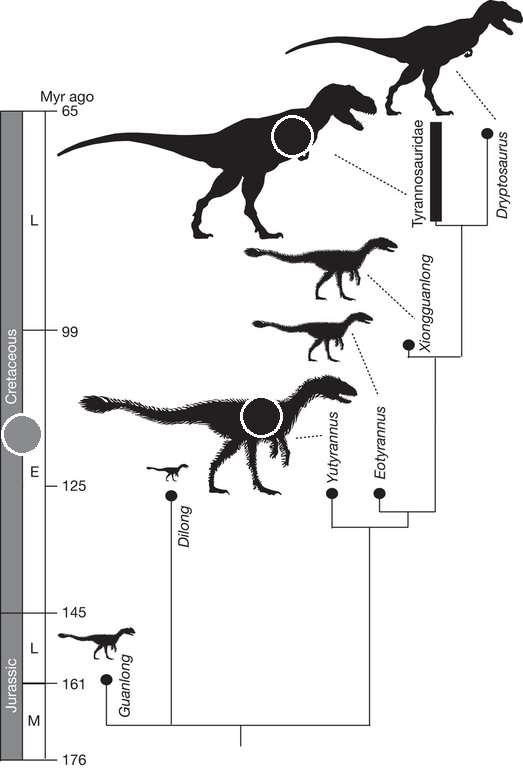 Myr ago
65
Tyrannosauridae
Dryptosaurus
L
Xiongguanlong
99
Cretaceous
Yutyrannus
Eotyrannus
E
125
Dilong
145
L
Guanlong
161
Jurassic
M
176